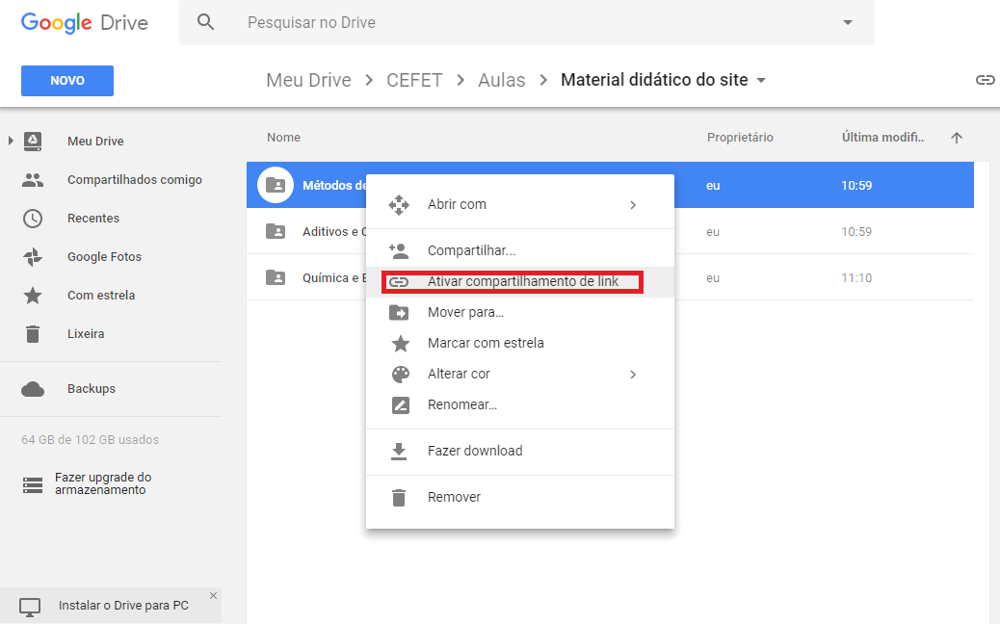 Google Drive
Pesquisar no Drive
NOVO
Meu Drive > CEFET > Aulas > Material didático do site
Meu Drive
Compartilhados comigo
Recentes
Google Fotos
Com estrela
Lixeira
Backups
64 GB de 102 GB usados
Fazer upgrade do
armazenamento
Instalar o Drive para PC
Nome Proprietário Última modifi..
Métodos de eu 10:59
Aditivos e eu 10:59
Química e eu 11:10
Abrir com
Compartilhar...
Ativar compartilhamento de link
Mover para...
Marcar com estrela
Alterar cor
Renomear...
Fazer download
Remover